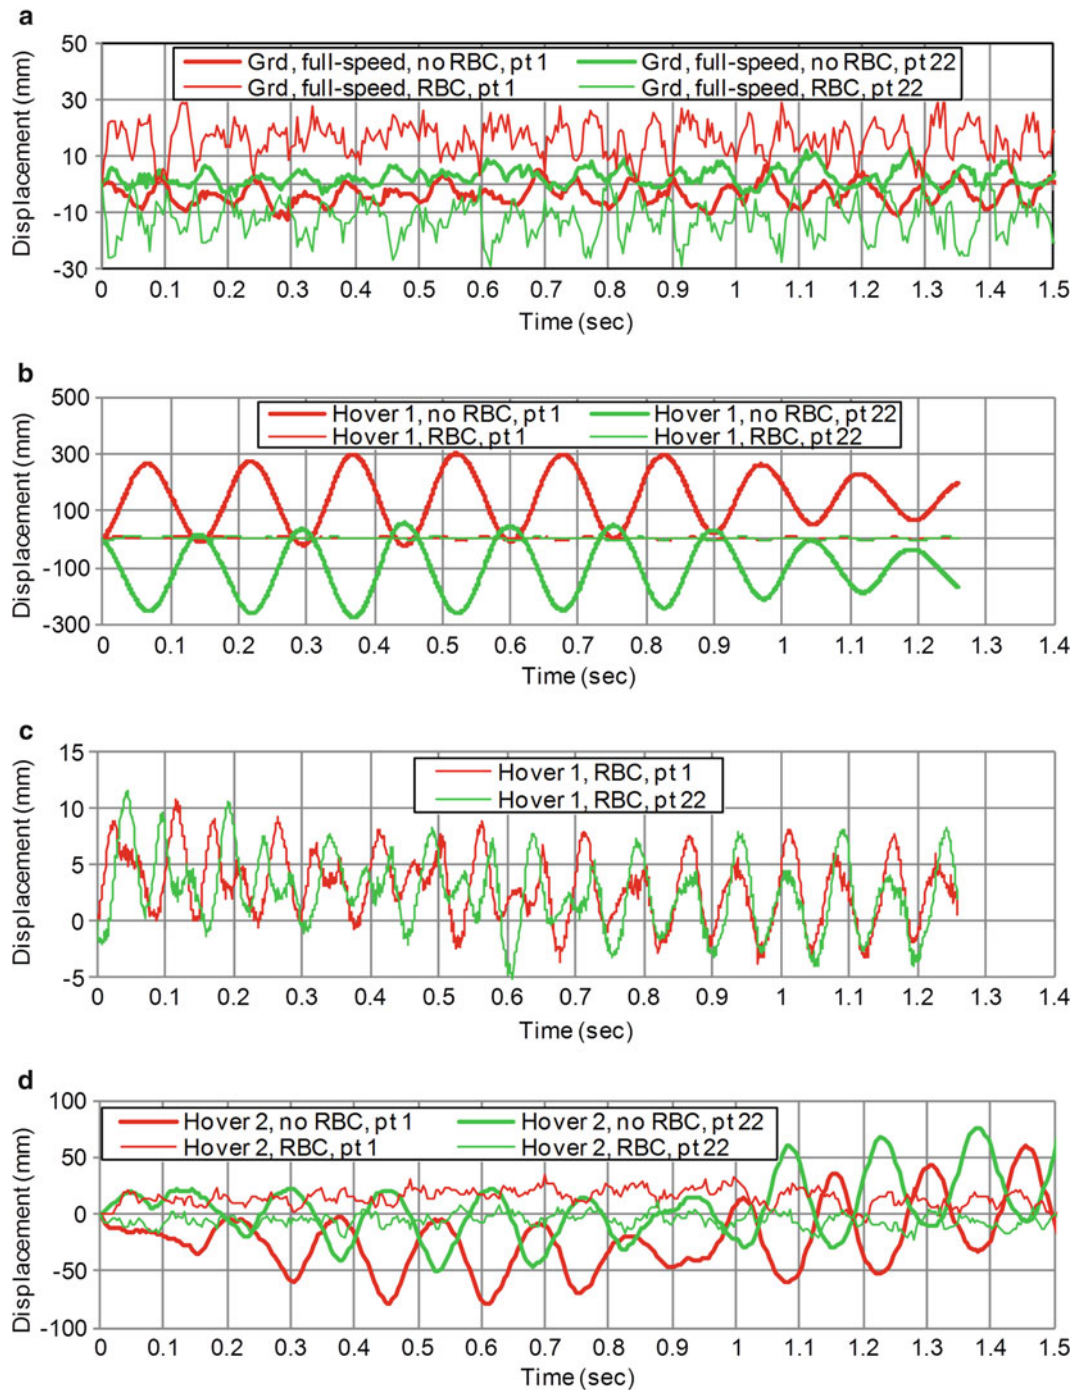 a
Displacement (mm)
50
30
10
-10
-30
Grd, full-speed, no RBC, pt 1
Grd, full-speed, no RBC, pt 22
Grd, full-speed, RBC, pt 1
Grd, full-speed, RBC, pt 22
0 0.1 0.2 0.3 0.4 0.5 0.6 0.7 0.8 0.9 1 1.1 1.2 1.3 1.4 1.5
Time (sec)
b
Displacement (mm)
500
300
100
-100
-300
Hover 1, no RBC, pt 1
Hover 1, no RBC, pt 22
Hover 1, RBC, pt 1
Hover 1, RBC, pt 22
0 0.1 0.2 0.3 0.4 0.5 0.6 0.7 0.8 0.9 1 1.1 1.2 1.3 1.4
Time (sec)
c
Displacement (mm)
15
10
5
0
-5
Hover 1, RBC, pt 1
Hover 1, RBC, pt 22
0 0.1 0.2 0.3 0.4 0.5 0.6 0.7 0.8 0.9 1 1.1 1.2 1.3 1.4
Time (sec)
d
Displacement (mm)
100
50
0
-50
-100
Hover 2, no RBC, pt 1
Hover 2, no RBC, pt 22
Hover 2, RBC, pt 1
Hover 2, RBC, pt 22
0 0.1 0.2 0.3 0.4 0.5 0.6 0.7 0.8 0.9 1 1.1 1.2 1.3 1.4 1.5
Time (sec)